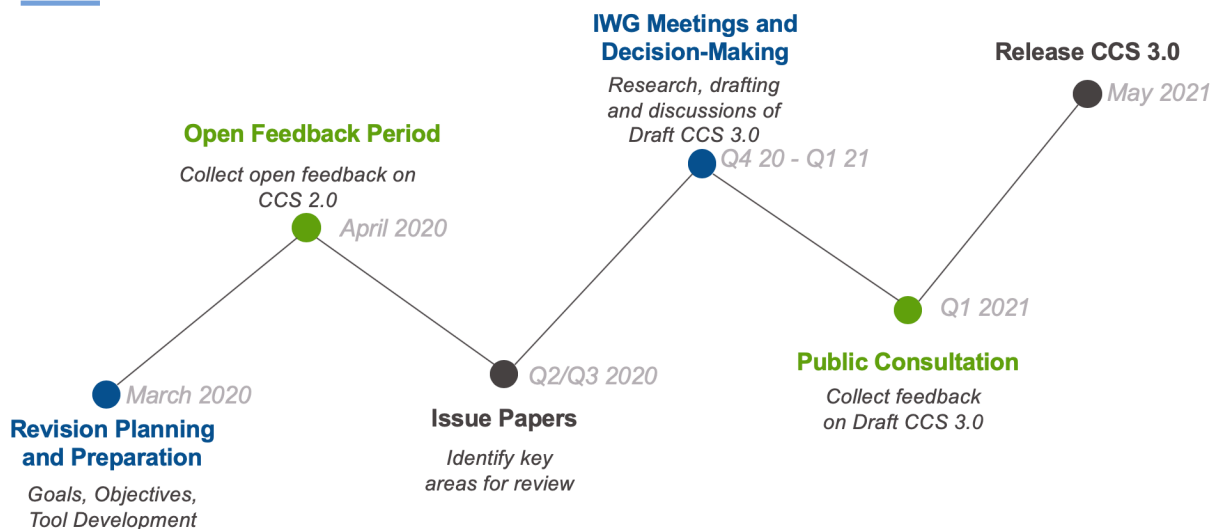 Revision Planning
and Preparation
Goals, Objectives,
Tool Development
March 2020
Open Feedback Period
Collect open feedback on
CCS 2.0
April 2020
Issue Papers
Identify key
areas for review
Q2/Q3 2020
IWG Meetings and
Decision-Making
Research, drafting
and discussions of
Draft CCS 3.0
Q4 20 - Q1 21
Public Consultation
Collect feedback
on Draft CCS 3.0
Q1 2021
Release CCS 3.0
May 2021